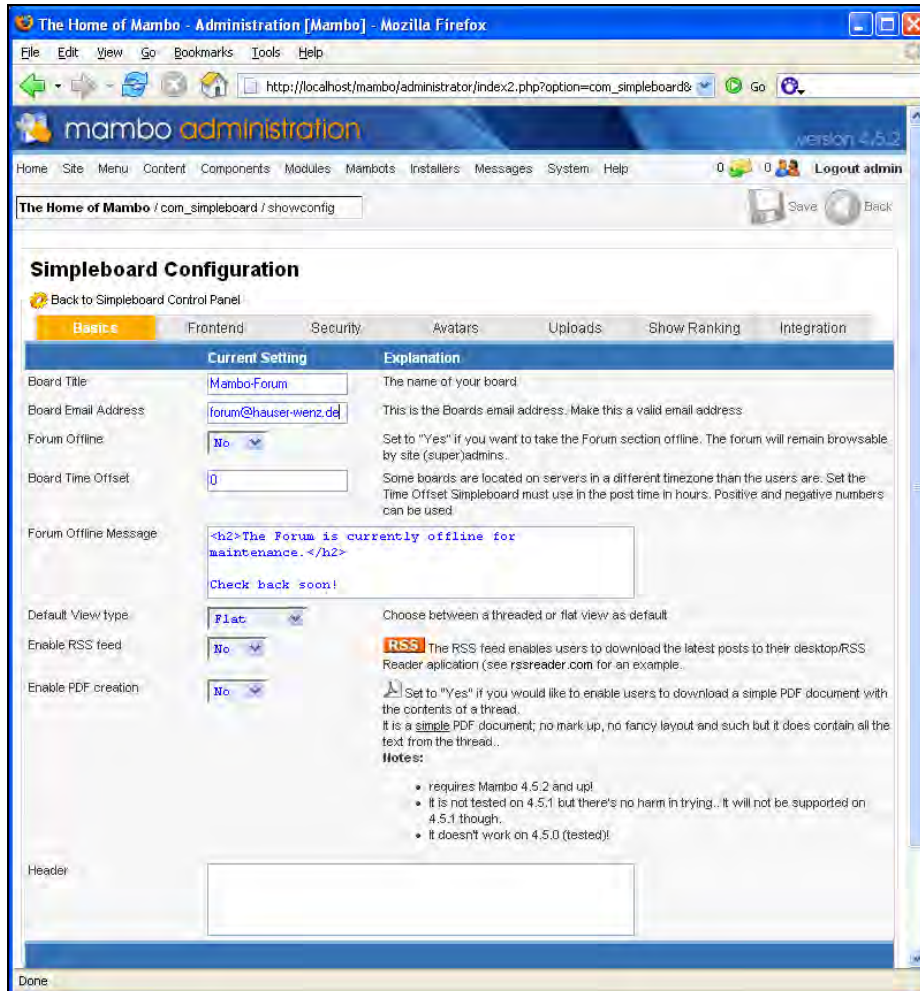 The Home of Mambo - Administration [Mambo] - Mozilla Firefox
File Edit View Go Bookmarks Tools Help
http://localhost/mambo/administrator/index2.php?option=com_simpleboard& Go
mambo administration
version 4.5.2
Home Site Menu Content Components Modules Mambots Installers Messages System Help 0 0 Logout admin
The Home of Mambo / com_simpleboard / showconfig
Save Back
Simpleboard Configuration
Back to Simpleboard Control Panel
Basics Frontend Security Avatars Uploads Show Ranking Integration
Current Setting Explanation
Board Title Mambo-Forum The name of your board
Board Email Address forum@hauser-wenz.de This is the Boards email address. Make this a valid email address
Forum Offline No Set to "Yes" if you want to take the Forum section offline. The forum will remain browsable
by site (super)admins.
Board Time Offset 0 Some boards are located on servers in a different timezone than the users are. Set the
Time Offset Simpleboard must use in the post time in hours. Positive and negative numbers
can be used
Forum Offline Message <h2>The Forum is currently offline for
maintenance.</h2>
Check back soon!
Default View type Flat Choose between a threaded or flat view as default
Enable RSS feed No RSS The RSS feed enables users to download the latest posts to their desktop/RSS
Reader aplication (see rssreader.com for an example..
Enable PDF creation No Set to "Yes" if you would like to enable users to download a simple PDF document with
the contents of a thread.
It is a simple PDF document; no mark up, no fancy layout and such but it does contain all the
text from the thread..
Notes:
• requires Mambo 4.5.2 and up!
• It is not tested on 4.5.1 but there's no harm in trying.. It will not be supported on
4.5.1 though.
• It doesn't work on 4.5.0 (tested)!
Header
Done